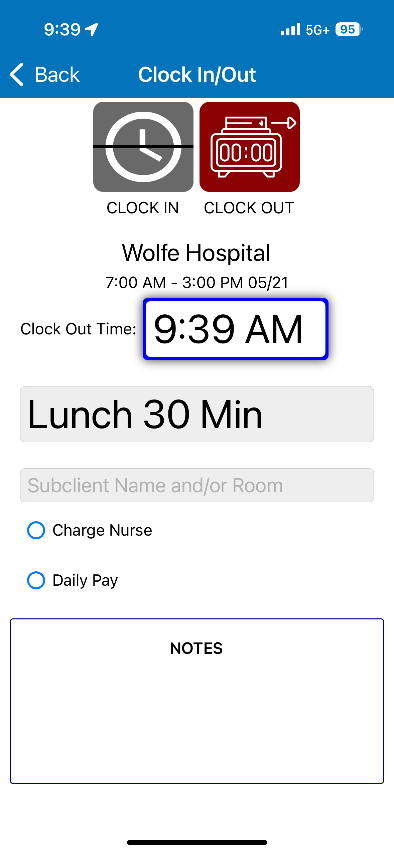 9:39 5G+ 95
Back Clock In/Out
00:00
CLOCK IN CLOCK OUT
Wolfe Hospital
7:00 AM - 3:00 PM 05/21
Clock Out Time: 9:39 AM
Lunch 30 Min
Subclient Name and/or Room
Charge Nurse
Daily Pay
NOTES